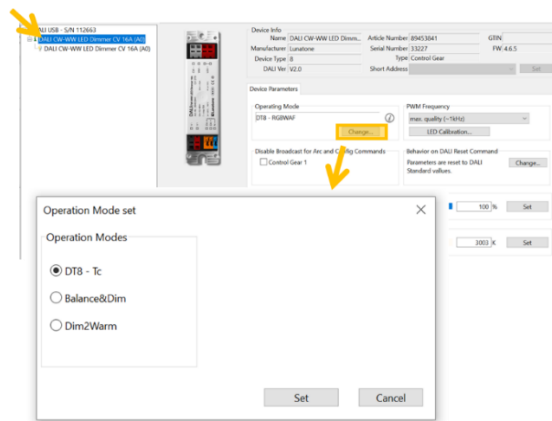 DALI USB - S/N 112663
DALI CW-WW LED Dimmer CV 16A (A0)
DALI CW-WW LED Dimmer CV 16A (A0)
Device Info
Name DALI CW-WW LED Dimm... Article Number 89453841 GTIN
Manufacturer Lunatone Serial Number 33227 FW 4.6.5
Device Type 8 Type Control Gear
DALI Ver V2.0 Short Address Set
Device Parameters
Operating Mode
DT8 - RGBWAF
Change...
PWM Frequency
max. quality (~1kHz)
LED Calibration...
Disable Broadcast for Arc and Config Commands
Control Gear 1
Behavior on DALI Reset Command
Parameters are reset to DALI
Standard values.
Change...
100 % Set
3003 K Set
Operation Mode set
Operation Modes
DT8 - Tc
Balance&Dim
Dim2Warm
Set Cancel